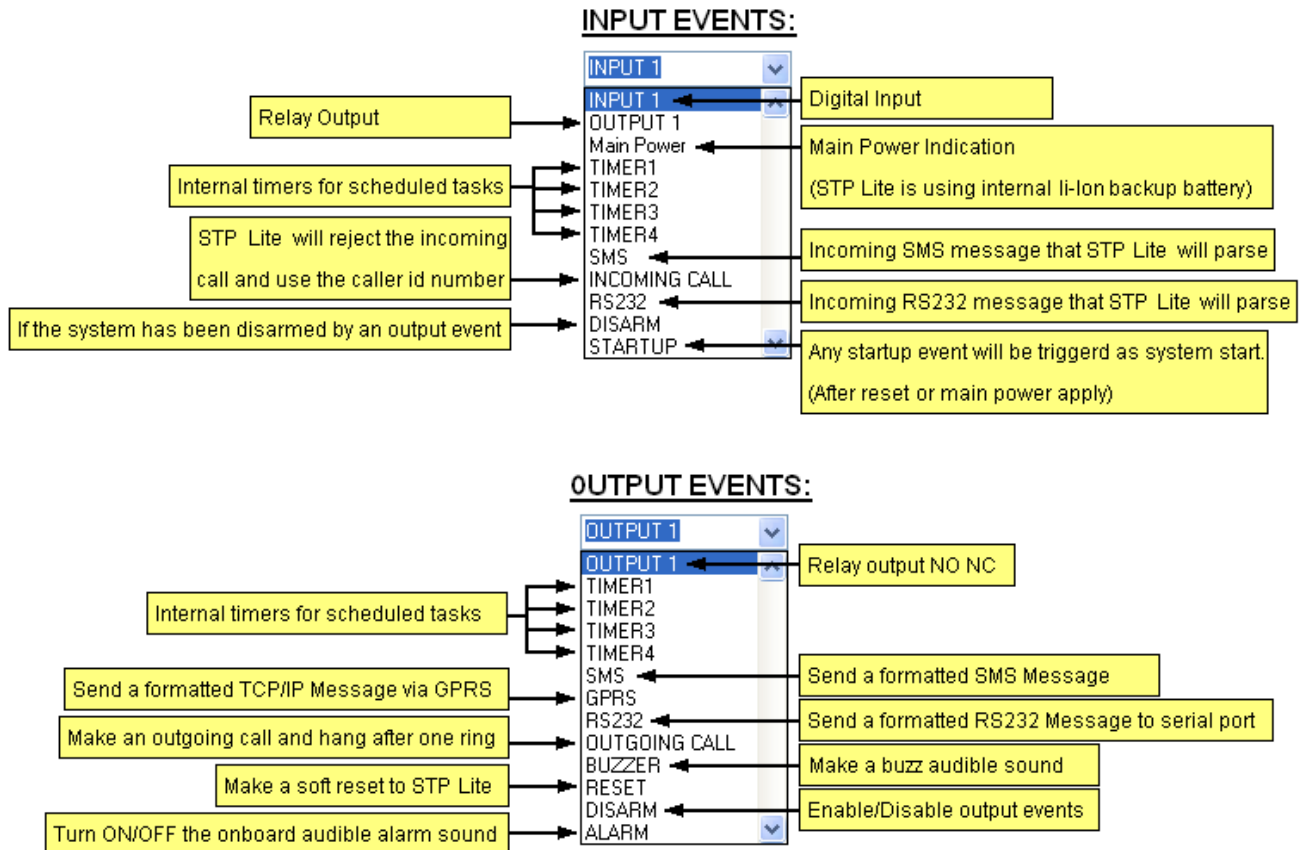 INPUT EVENTS:
INPUT 1
INPUT 1
OUTPUT 1
Main Power
TIMER1
TIMER2
TIMER3
TIMER4
SMS
INCOMING CALL
RS232
DISARM
STARTUP
Relay Output
Internal timers for scheduled tasks
STP Lite will reject the incoming
call and use the caller id number
If the system has been disarmed by an output event
Digital Input
Main Power Indication
(STP Lite is using internal li-Ion backup battery)
Incoming SMS message that STP Lite will parse
Incoming RS232 message that STP Lite will parse
Any startup event will be triggerd as system start.
(After reset or main power apply)
OUTPUT EVENTS:
OUTPUT 1
OUTPUT 1
TIMER1
TIMER2
TIMER3
TIMER4
SMS
GPRS
RS232
OUTGOING CALL
BUZZER
RESET
DISARM
ALARM
Internal timers for scheduled tasks
Send a formatted TCP/IP Message via GPRS
Make an outgoing call and hang after one ring
Make a soft reset to STP Lite
Turn ON/OFF the onboard audible alarm sound
Relay output NO NC
Send a formatted SMS Message
Send a formatted RS232 Message to serial port
Make a buzz audible sound
Enable/Disable output events